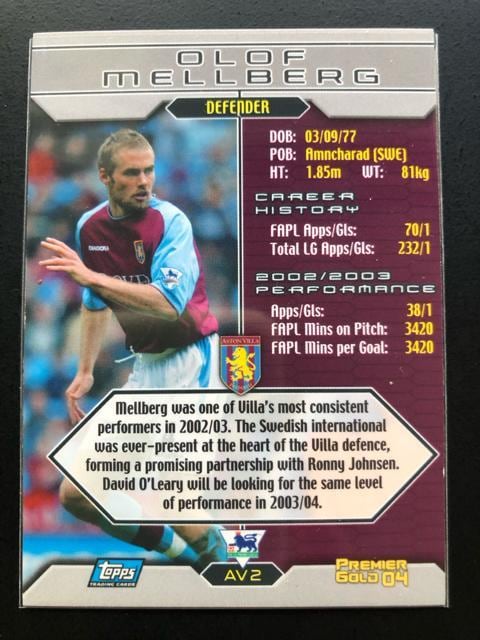 OLOF
MELLBERG
DEFENDER
DOB: 03/09/77
POB: Amncharad (SWE)
HT: 1.85m WT: 81kg
CAREER
HISTORY
FAPL Apps/Gls: 70/1
Total LG Apps/Gls: 232/1
2002/2003
PERFORMANCE
Apps/Gls: 38/1
FAPL Mins on Pitch: 3420
FAPL Mins per Goal: 3420
DIADORA
ASTON VILLA
Mellberg was one of Villa's most consistent
performers in 2002/03. The Swedish international
was ever-present at the heart of the Villa defence,
forming a promising partnership with Ronny Johnsen.
David O'Leary will be looking for the same level
of performance in 2003/04.
Topps
TRADING CARDS
AV2
PREMIER
GOLD 04